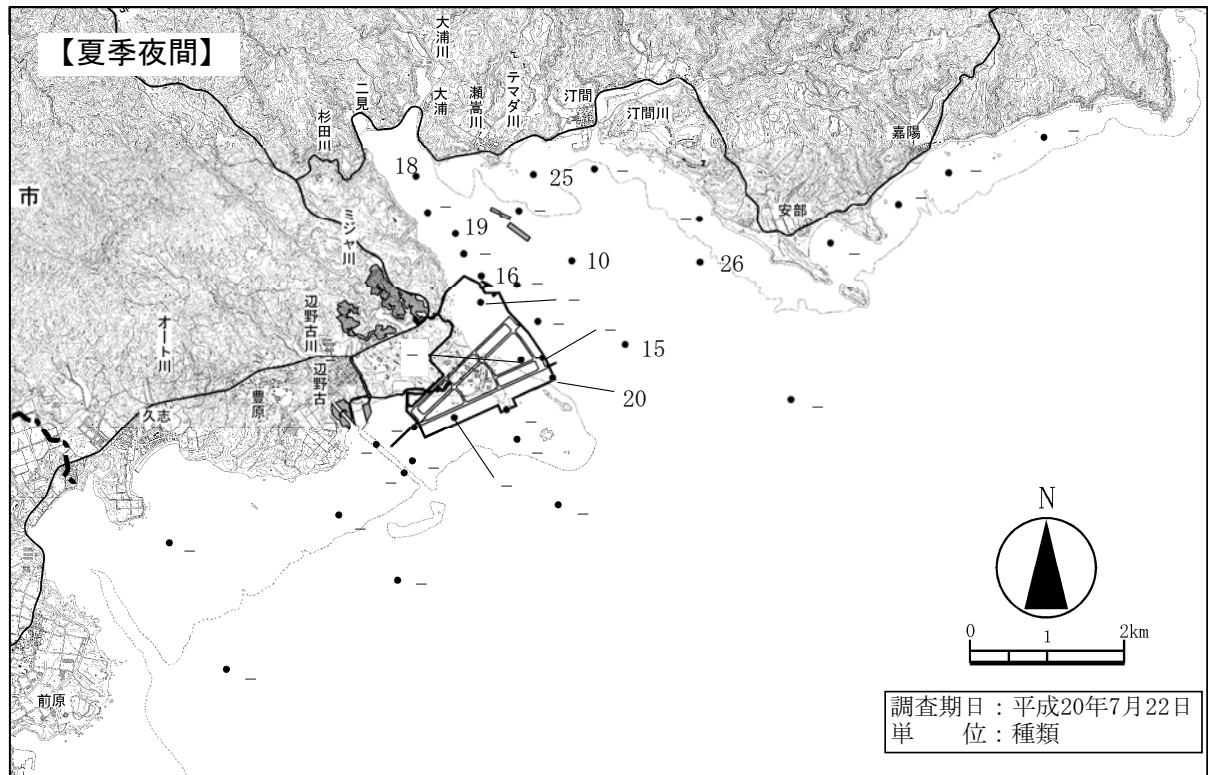 【夏季夜間】
大浦川
二見
大浦
瀬嵩川
テマダ川
汀間
汀間川
杉田川
嘉陽
市
18
25
－
－
－
－
－
－
安部
ミジャ川
19
－
－
－
10
26
16
－
－
辺野古川
－
－
15
オート川
－
辺野古
豊原
20
－
久志
－
－
－
－
－
－
－
－
－
－
－
－
前原
N
0 1 2km
調査期日：平成20年7月22日
単　　位：種類